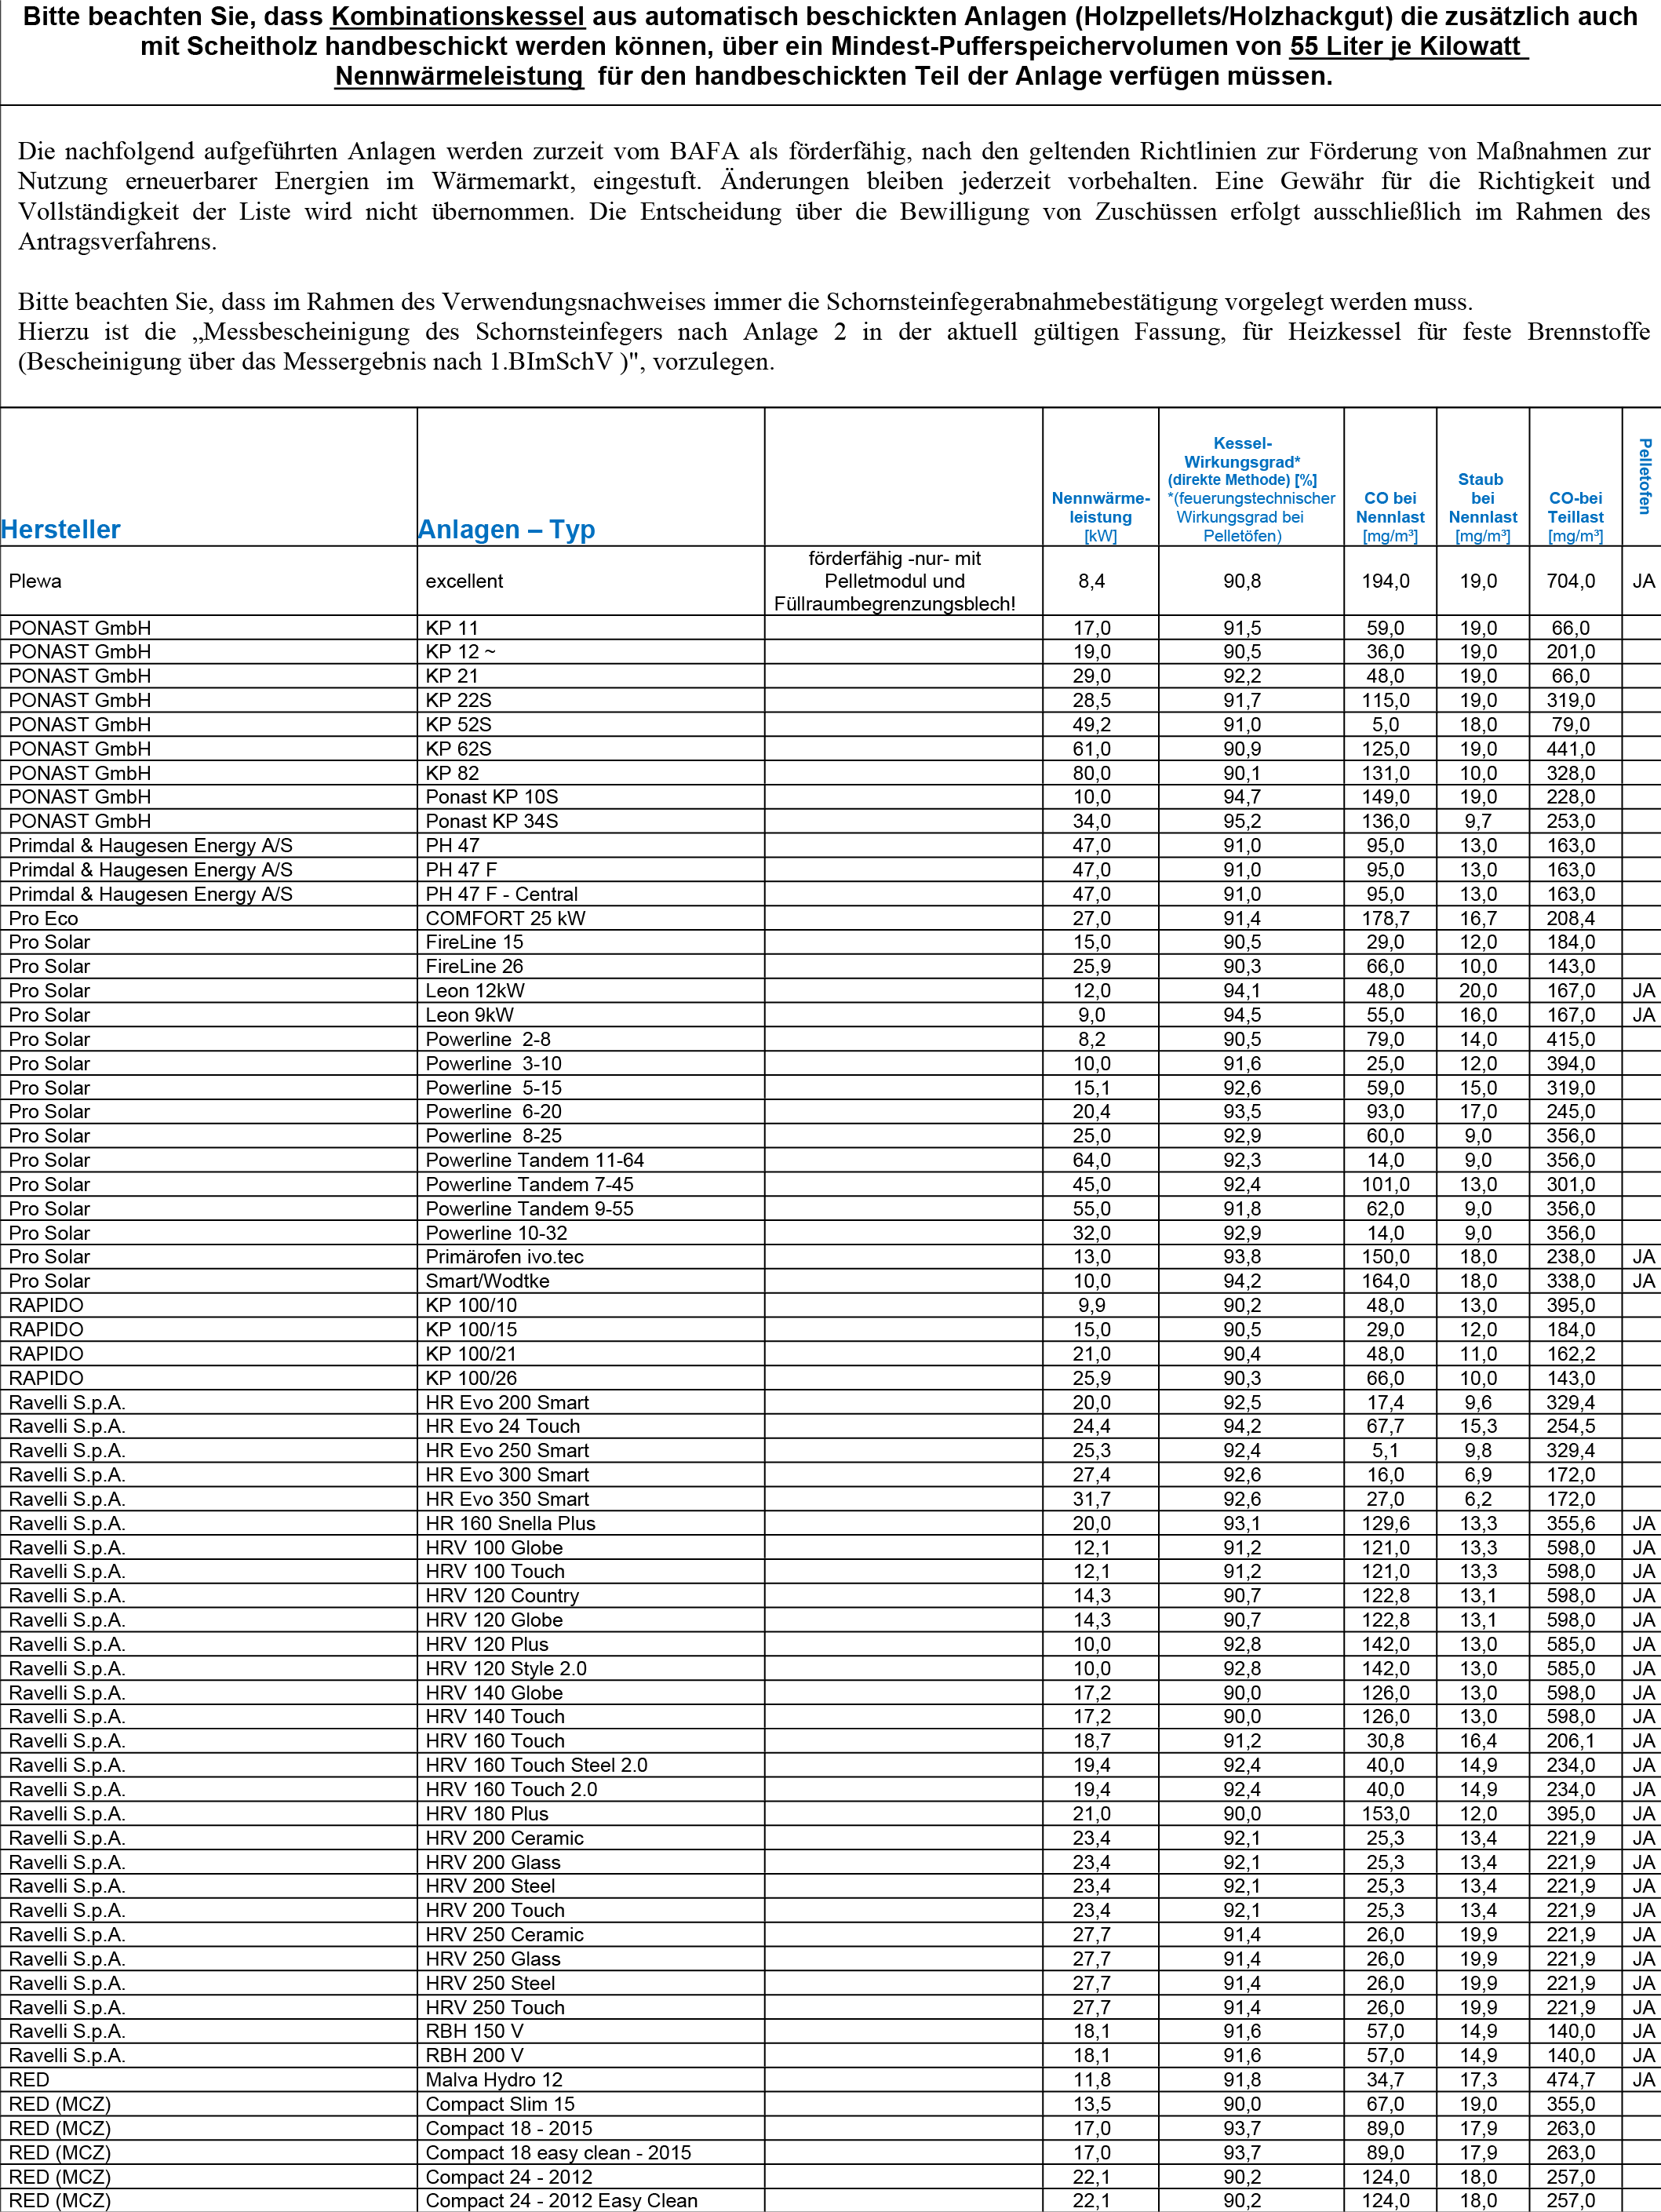 Bitte beachten Sie, dass Kombinationskessel aus automatisch beschickten Anlagen (Holzpellets/Holzhackgut) die zusätzlich auch
mit Scheitholz handbeschickt werden können, über ein Mindest-Pufferspeichervolumen von 55 Liter je Kilowatt
Nennwärmeleistung für den handbeschickten Teil der Anlage verfügen müssen.
Die nachfolgend aufgeführten Anlagen werden zurzeit vom BAFA als förderfähig, nach den geltenden Richtlinien zur Förderung von Maßnahmen zur
Nutzung erneuerbarer Energien im Wärmemarkt, eingestuft. Änderungen bleiben jederzeit vorbehalten. Eine Gewähr für die Richtigkeit und
Vollständigkeit der Liste wird nicht übernommen. Die Entscheidung über die Bewilligung von Zuschüssen erfolgt ausschließlich im Rahmen des
Antragsverfahrens.
Bitte beachten Sie, dass im Rahmen des Verwendungsnachweises immer die Schornsteinfegerabnahmebestätigung vorgelegt werden muss.
Hierzu ist die „Messbescheinigung des Schornsteinfegers nach Anlage 2 in der aktuell gültigen Fassung, für Heizkessel für feste Brennstoffe
(Bescheinigung über das Messergebnis nach 1.BImSchV )", vorzulegen.
Hersteller
Anlagen – Typ
Nennwärme-
leistung
[kW]
Kessel-
Wirkungsgrad*
(direkte Methode) [%]
*(feuerungstechnischer
Wirkungsgrad bei
Pelletöfen)
CO bei
Nennlast
[mg/m³]
Staub
bei
Nennlast
[mg/m³]
CO-bei
Teillast
[mg/m³]
Pelletofen
förderfähig -nur- mit
Plewa excellent Pelletmodul und 8,4 90,8 194,0 19,0 704,0 JA
Füllraumbegrenzungsblech!
PONAST GmbH KP 11 17,0 91,5 59,0 19,0 66,0
PONAST GmbH KP 12 ~ 19,0 90,5 36,0 19,0 201,0
PONAST GmbH KP 21 29,0 92,2 48,0 19,0 66,0
PONAST GmbH KP 22S 28,5 91,7 115,0 19,0 319,0
PONAST GmbH KP 52S 49,2 91,0 5,0 18,0 79,0
PONAST GmbH KP 62S 61,0 90,9 125,0 19,0 441,0
PONAST GmbH KP 82 80,0 90,1 131,0 10,0 328,0
PONAST GmbH Ponast KP 10S 10,0 94,7 149,0 19,0 228,0
PONAST GmbH Ponast KP 34S 34,0 95,2 136,0 9,7 253,0
Primdal & Haugesen Energy A/S PH 47 47,0 91,0 95,0 13,0 163,0
Primdal & Haugesen Energy A/S PH 47 F 47,0 91,0 95,0 13,0 163,0
Primdal & Haugesen Energy A/S PH 47 F - Central 47,0 91,0 95,0 13,0 163,0
Pro Eco COMFORT 25 kW 27,0 91,4 178,7 16,7 208,4
Pro Solar FireLine 15 15,0 90,5 29,0 12,0 184,0
Pro Solar FireLine 26 25,9 90,3 66,0 10,0 143,0
Pro Solar Leon 12kW 12,0 94,1 48,0 20,0 167,0 JA
Pro Solar Leon 9kW 9,0 94,5 55,0 16,0 167,0 JA
Pro Solar Powerline 2-8 8,2 90,5 79,0 14,0 415,0
Pro Solar Powerline 3-10 10,0 91,6 25,0 12,0 394,0
Pro Solar Powerline 5-15 15,1 92,6 59,0 15,0 319,0
Pro Solar Powerline 6-20 20,4 93,5 93,0 17,0 245,0
Pro Solar Powerline 8-25 25,0 92,9 60,0 9,0 356,0
Pro Solar Powerline Tandem 11-64 64,0 92,3 14,0 9,0 356,0
Pro Solar Powerline Tandem 7-45 45,0 92,4 101,0 13,0 301,0
Pro Solar Powerline Tandem 9-55 55,0 91,8 62,0 9,0 356,0
Pro Solar Powerline 10-32 32,0 92,9 14,0 9,0 356,0
Pro Solar Primärofen ivo.tec 13,0 93,8 150,0 18,0 238,0 JA
Pro Solar Smart/Wodtke 10,0 94,2 164,0 18,0 338,0 JA
RAPIDO KP 100/10 9,9 90,2 48,0 13,0 395,0
RAPIDO KP 100/15 15,0 90,5 29,0 12,0 184,0
RAPIDO KP 100/21 21,0 90,4 48,0 11,0 162,2
RAPIDO KP 100/26 25,9 90,3 66,0 10,0 143,0
Ravelli S.p.A. HR Evo 200 Smart 20,0 92,5 17,4 9,6 329,4
Ravelli S.p.A. HR Evo 24 Touch 24,4 94,2 67,7 15,3 254,5
Ravelli S.p.A. HR Evo 250 Smart 25,3 92,4 5,1 9,8 329,4
Ravelli S.p.A. HR Evo 300 Smart 27,4 92,6 16,0 6,9 172,0
Ravelli S.p.A. HR Evo 350 Smart 31,7 92,6 27,0 6,2 172,0
Ravelli S.p.A. HR 160 Snella Plus 20,0 93,1 129,6 13,3 355,6 JA
Ravelli S.p.A. HRV 100 Globe 12,1 91,2 121,0 13,3 598,0 JA
Ravelli S.p.A. HRV 100 Touch 12,1 91,2 121,0 13,3 598,0 JA
Ravelli S.p.A. HRV 120 Country 14,3 90,7 122,8 13,1 598,0 JA
Ravelli S.p.A. HRV 120 Globe 14,3 90,7 122,8 13,1 598,0 JA
Ravelli S.p.A. HRV 120 Plus 10,0 92,8 142,0 13,0 585,0 JA
Ravelli S.p.A. HRV 120 Style 2.0 10,0 92,8 142,0 13,0 585,0 JA
Ravelli S.p.A. HRV 140 Globe 17,2 90,0 126,0 13,0 598,0 JA
Ravelli S.p.A. HRV 140 Touch 17,2 90,0 126,0 13,0 598,0 JA
Ravelli S.p.A. HRV 160 Touch 18,7 91,2 30,8 16,4 206,1 JA
Ravelli S.p.A. HRV 160 Touch Steel 2.0 19,4 92,4 40,0 14,9 234,0 JA
Ravelli S.p.A. HRV 160 Touch 2.0 19,4 92,4 40,0 14,9 234,0 JA
Ravelli S.p.A. HRV 180 Plus 21,0 90,0 153,0 12,0 395,0 JA
Ravelli S.p.A. HRV 200 Ceramic 23,4 92,1 25,3 13,4 221,9 JA
Ravelli S.p.A. HRV 200 Glass 23,4 92,1 25,3 13,4 221,9 JA
Ravelli S.p.A. HRV 200 Steel 23,4 92,1 25,3 13,4 221,9 JA
Ravelli S.p.A. HRV 200 Touch 23,4 92,1 25,3 13,4 221,9 JA
Ravelli S.p.A. HRV 250 Ceramic 27,7 91,4 26,0 19,9 221,9 JA
Ravelli S.p.A. HRV 250 Glass 27,7 91,4 26,0 19,9 221,9 JA
Ravelli S.p.A. HRV 250 Steel 27,7 91,4 26,0 19,9 221,9 JA
Ravelli S.p.A. HRV 250 Touch 27,7 91,4 26,0 19,9 221,9 JA
Ravelli S.p.A. RBH 150 V 18,1 91,6 57,0 14,9 140,0 JA
Ravelli S.p.A. RBH 200 V 18,1 91,6 57,0 14,9 140,0 JA
RED Malva Hydro 12 11,8 91,8 34,7 17,3 474,7 JA
RED (MCZ) Compact Slim 15 13,5 90,0 67,0 19,0 355,0
RED (MCZ) Compact 18 - 2015 17,0 93,7 89,0 17,9 263,0
RED (MCZ) Compact 18 easy clean - 2015 17,0 93,7 89,0 17,9 263,0
RED (MCZ) Compact 24 - 2012 22,1 90,2 124,0 18,0 257,0
RED (MCZ) Compact 24 - 2012 Easy Clean 22,1 90,2 124,0 18,0 257,0